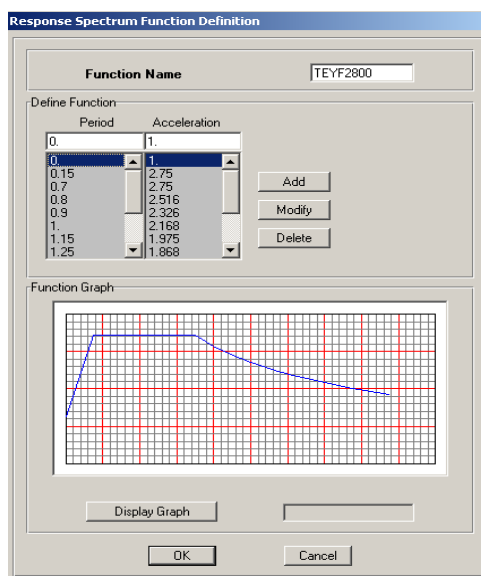 Response Spectrum Function Definition
Function Name TEYF2800
Define Function
Period Acceleration
0. 1.
0. 1.
0.15 2.75
0.7 2.75
0.8 2.516
0.9 2.326
1. 2.168
1.15 1.975
1.25 1.868
Add
Modify
Delete
Function Graph
Display Graph
OK Cancel